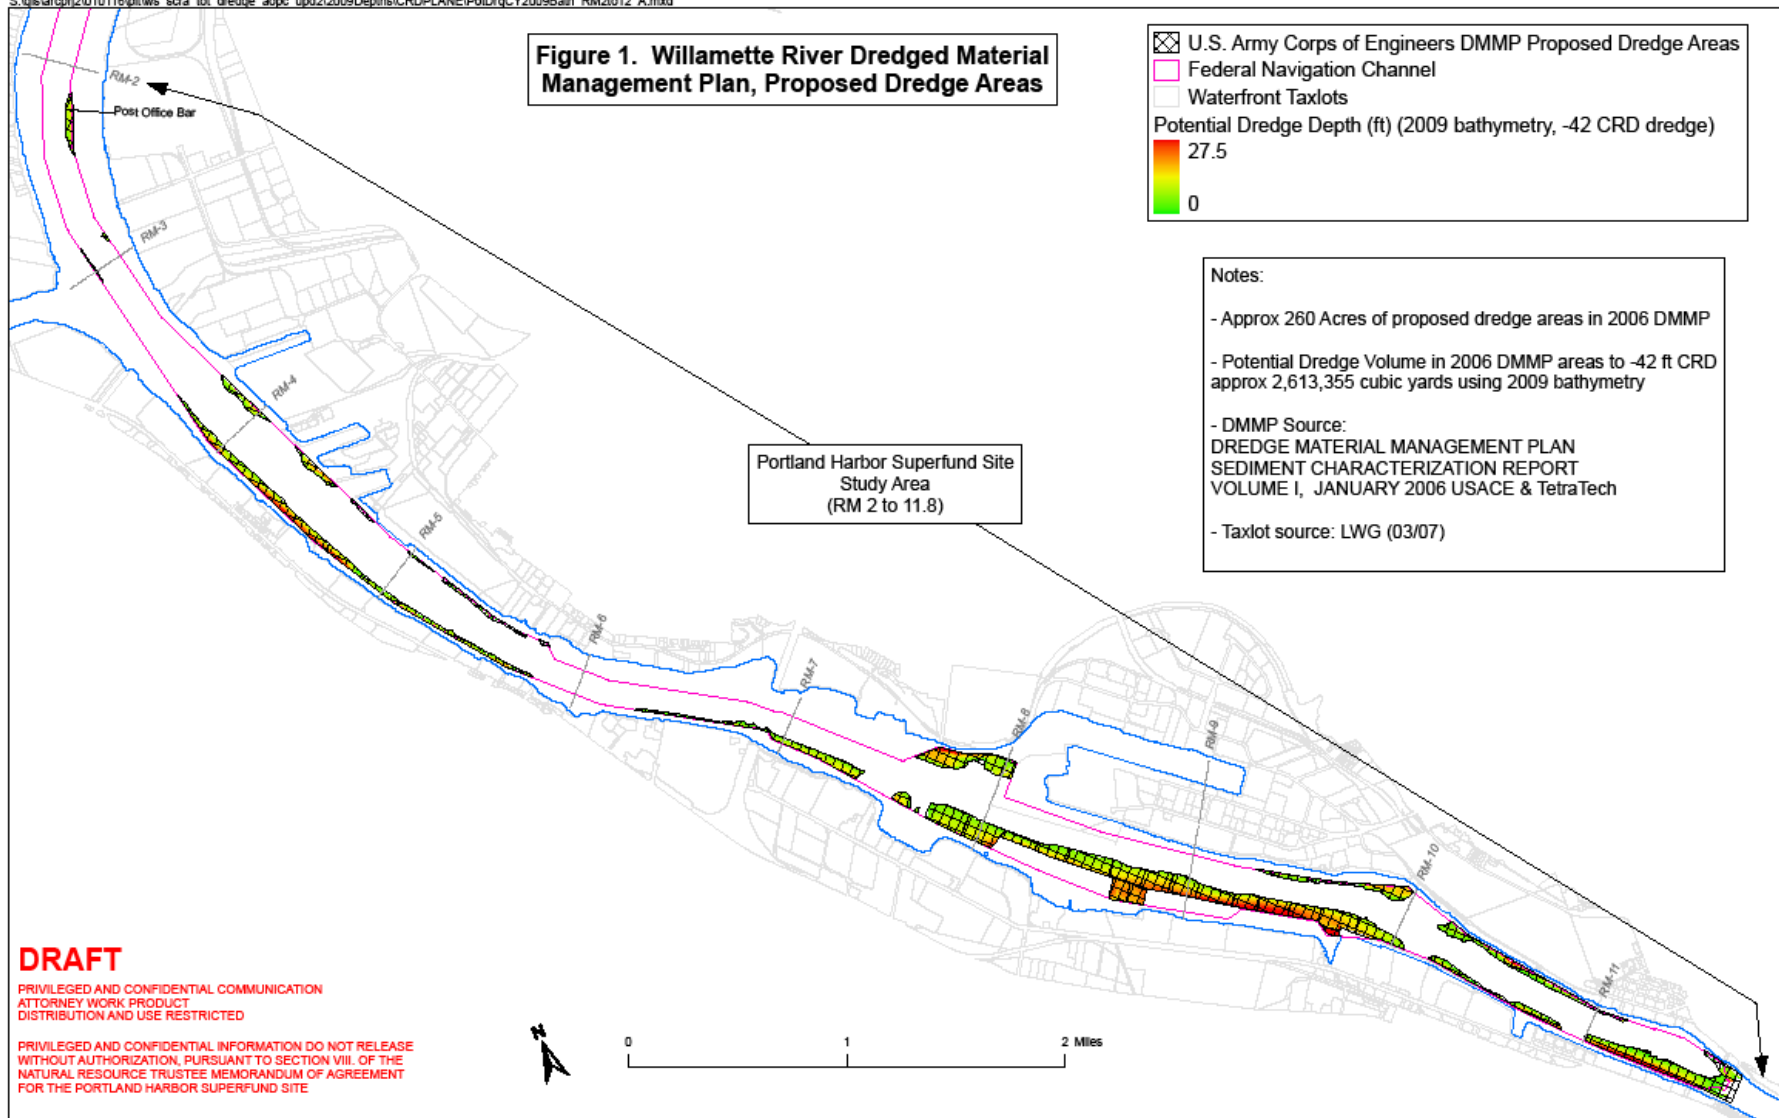 Figure 1. Willamette River Dredged Material
Management Plan, Proposed Dredge Areas
U.S. Army Corps of Engineers DMMP Proposed Dredge Areas
Federal Navigation Channel
Waterfront Taxlots
Potential Dredge Depth (ft) (2009 bathymetry, -42 CRD dredge)
27.5
0
Notes:
- Approx 260 Acres of proposed dredge areas in 2006 DMMP
- Potential Dredge Volume in 2006 DMMP areas to -42 ft CRD
approx 2,613,355 cubic yards using 2009 bathymetry
- DMMP Source:
DREDGE MATERIAL MANAGEMENT PLAN
SEDIMENT CHARACTERIZATION REPORT
VOLUME I, JANUARY 2006 USACE & TetraTech
- Taxlot source: LWG (03/07)
RM-2
Post Office Bar
RM-3
RM-4
RM-5
RM-6
RM-7
RM-8
RM-9
RM-10
RM-11
Portland Harbor Superfund Site
Study Area
(RM 2 to 11.8)
DRAFT
PRIVILEGED AND CONFIDENTIAL COMMUNICATION
ATTORNEY WORK PRODUCT
DISTRIBUTION AND USE RESTRICTED
PRIVILEGED AND CONFIDENTIAL INFORMATION DO NOT RELEASE
WITHOUT AUTHORIZATION, PURSUANT TO SECTION VIII. OF THE
NATURAL RESOURCE TRUSTEE MEMORANDUM OF AGREEMENT
FOR THE PORTLAND HARBOR SUPERFUND SITE
N
0 1 2 Miles